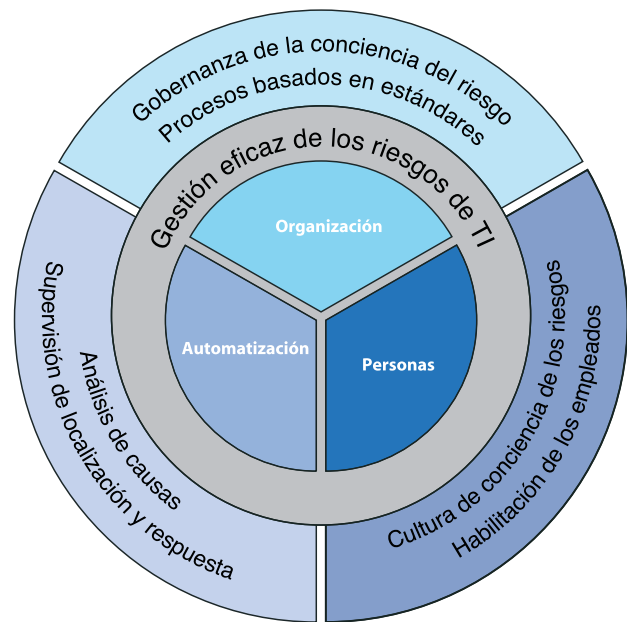 Gobernanza de la conciencia del riesgo
Procesos basados en estándares
Gestión eficaz de los riesgos de TI
Organización
Automatización
Personas
Análisis de causas
Supervisión de localización y respuesta
Cultura de conciencia de los riesgos
Habilitación de los empleados